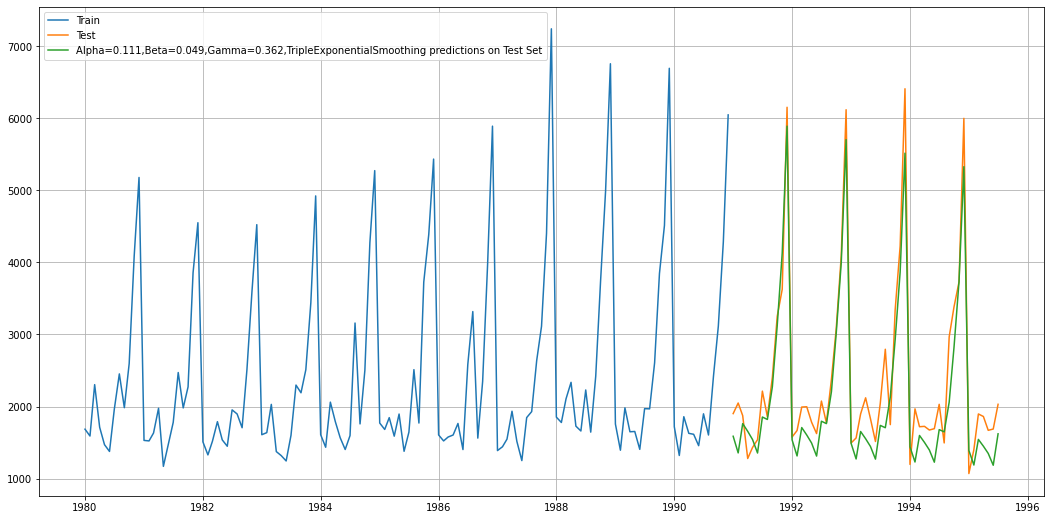 Train
Test
Alpha=0.111,Beta=0.049,Gamma=0.362,TripleExponentialSmoothing predictions on Test Set
7000
6000
5000
4000
3000
2000
1000
1980 1982 1984 1986 1988 1990 1992 1994 1996